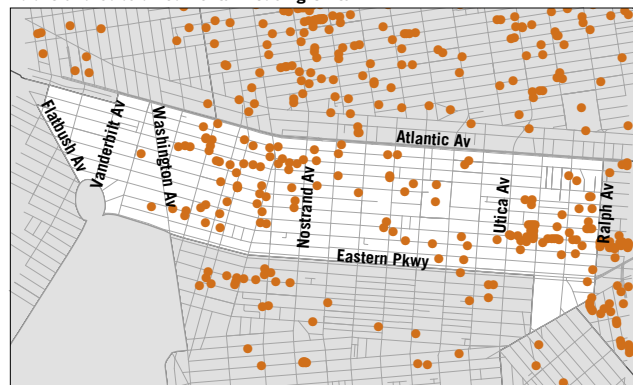 Atlantic Av
Flatbush Av
Vanderbilt Av
Washington Av
Nostrand Av
Utica Av
Ralph Av
Eastern Pkwy